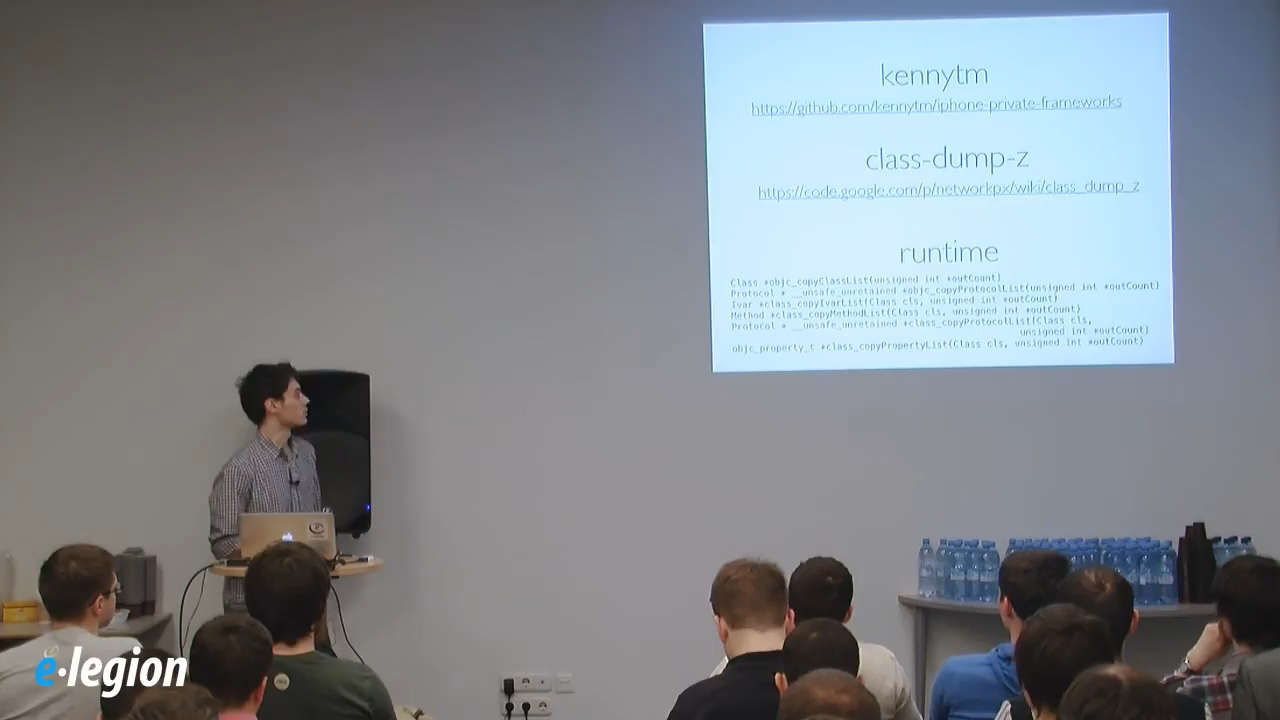 kennytm
https://github.com/kennytm/iphone-private-frameworks
class-dump-z
https://code.google.com/p/networkpx/wiki/class_dump_z
runtime
Class *objc_copyClassList(unsigned int *outCount)
Protocol * __unsafe_unretained *objc_copyProtocolList(unsigned int *outCount)
Ivar *class_copyIvarList(Class cls, unsigned int *outCount)
Method *class_copyMethodList(Class cls, unsigned int *outCount)
Protocol * __unsafe_unretained *class_copyProtocolList(Class cls,
unsigned int *outCount)
objc_property_t *class_copyPropertyList(Class cls, unsigned int *outCount)
e·legion